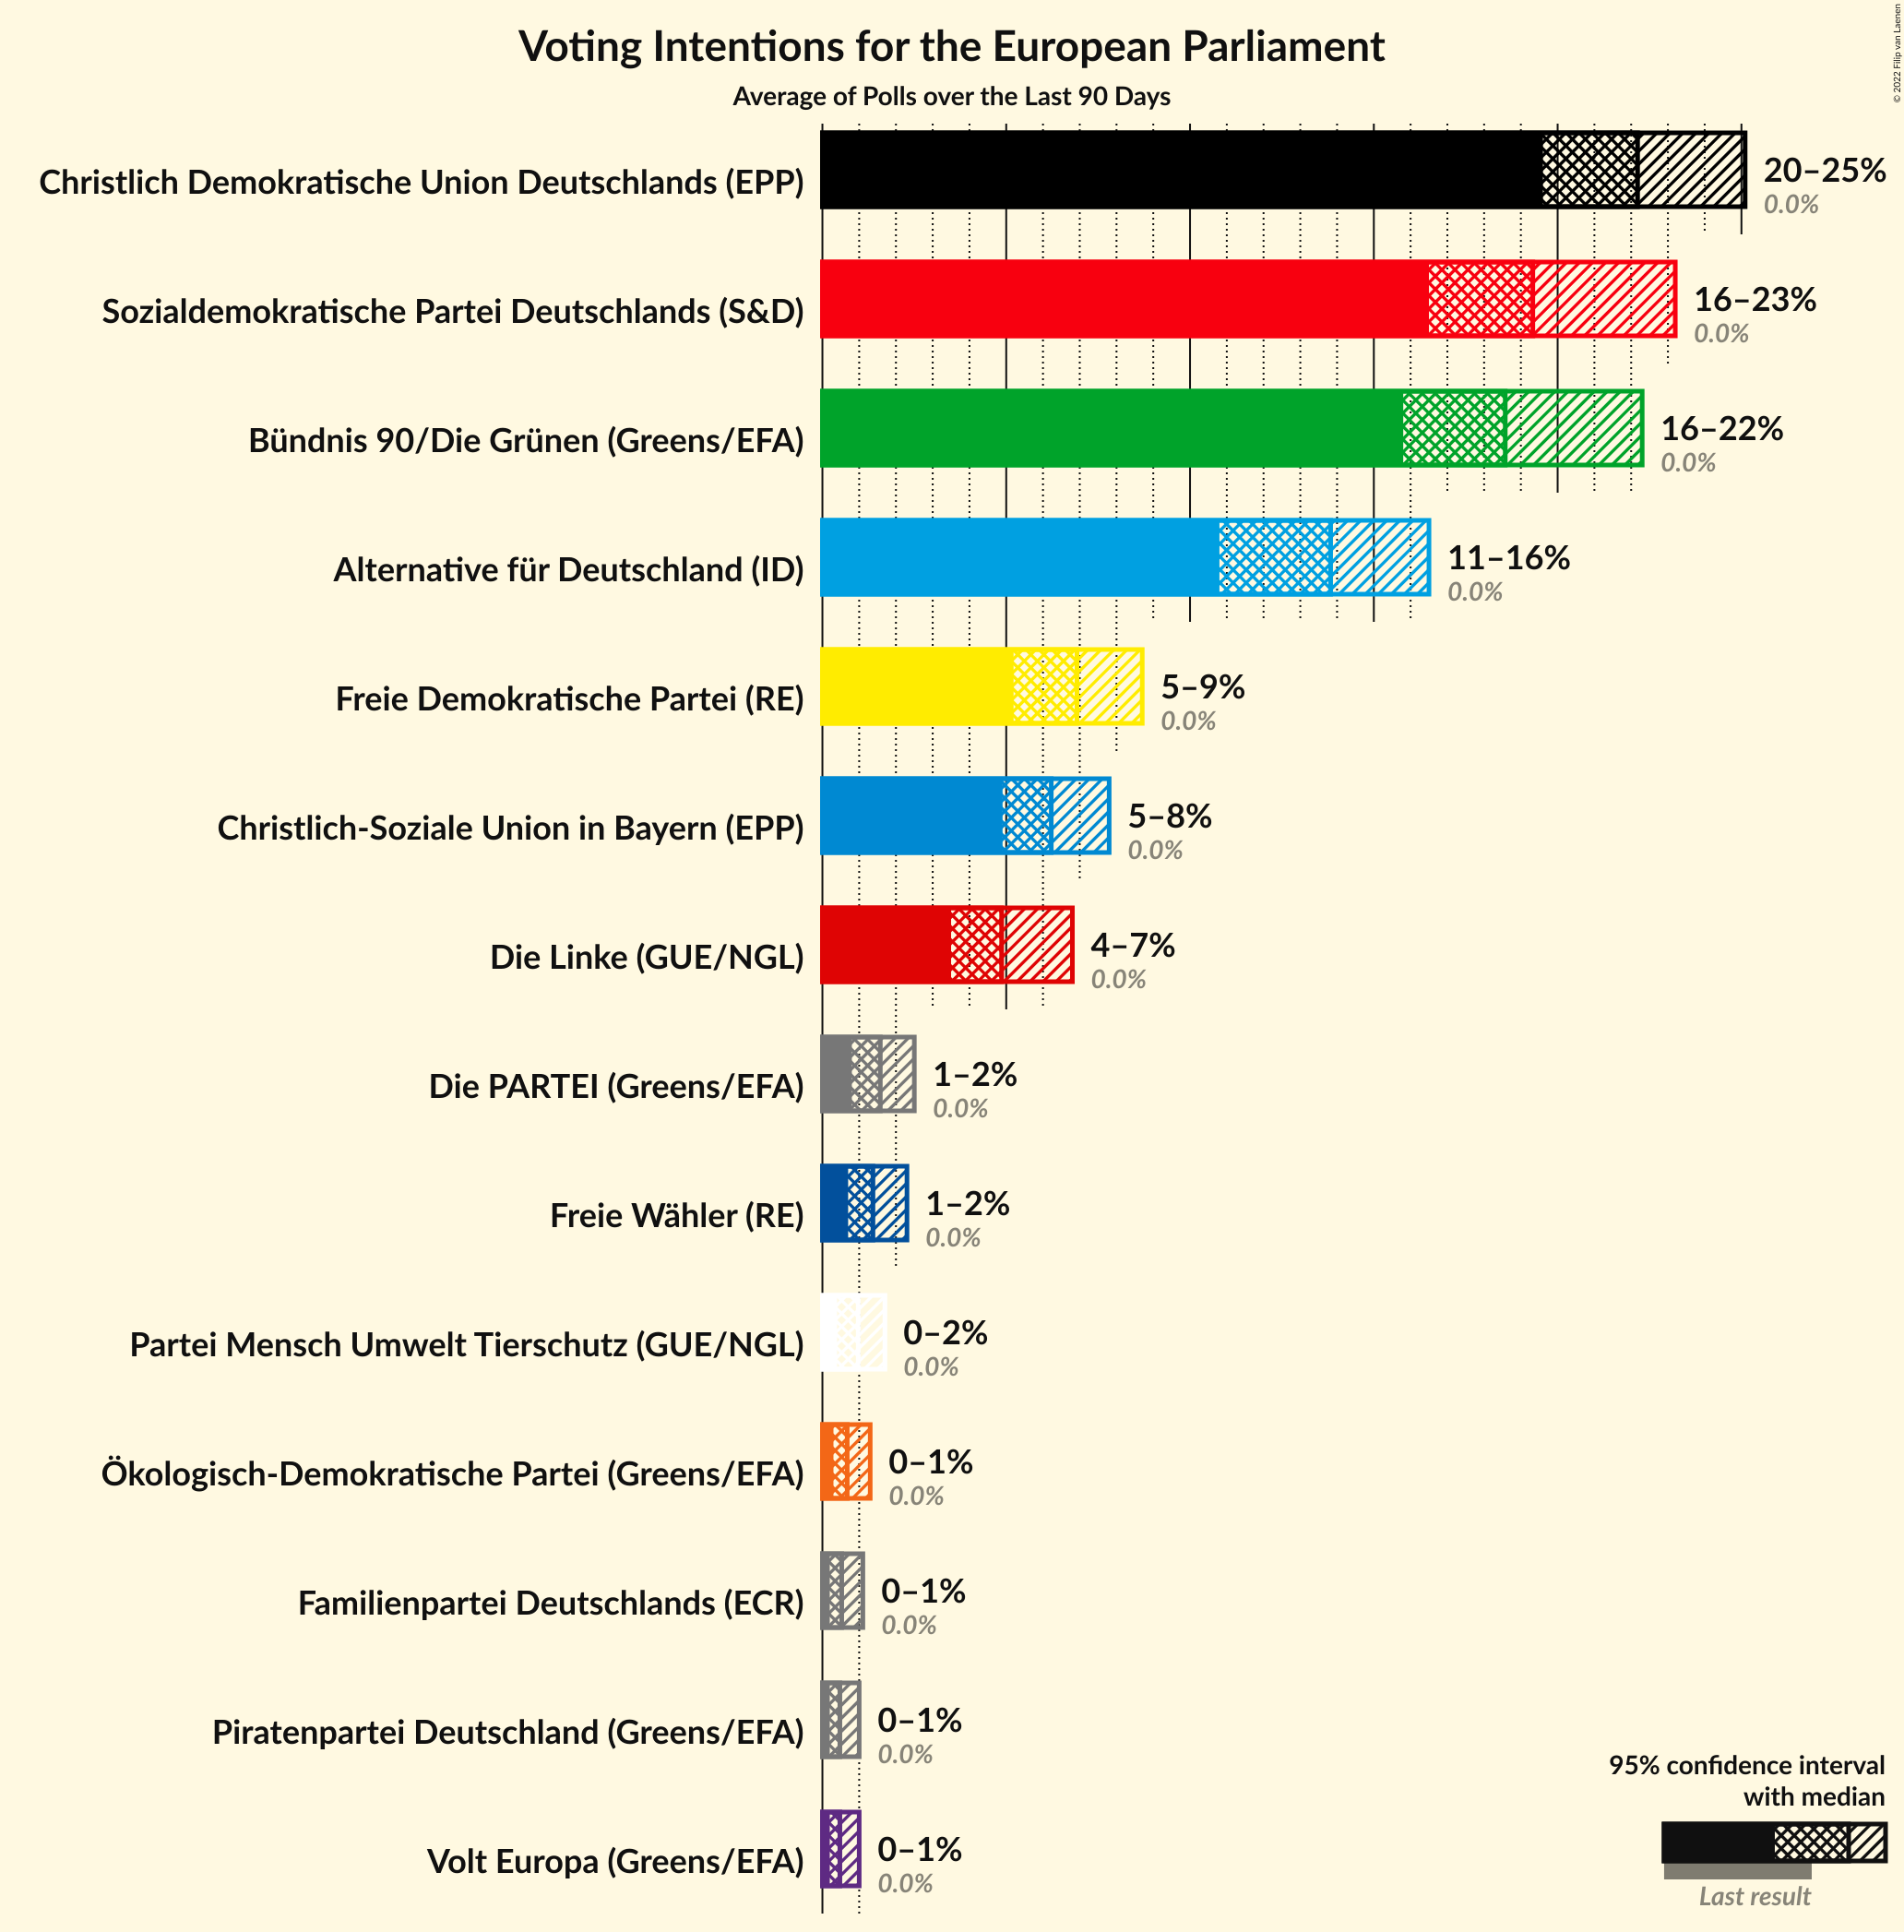 Voting Intentions for the European Parliament
Average of Polls over the Last 90 Days
© 2022 Filip van Laenen
Christlich Demokratische Union Deutschlands (EPP)
20–25%
0.0%
Sozialdemokratische Partei Deutschlands (S&D)
16–23%
0.0%
Bündnis 90/Die Grünen (Greens/EFA)
16–22%
0.0%
Alternative für Deutschland (ID)
11–16%
0.0%
Freie Demokratische Partei (RE)
5–9%
0.0%
Christlich-Soziale Union in Bayern (EPP)
5–8%
0.0%
Die Linke (GUE/NGL)
4–7%
0.0%
Die PARTEI (Greens/EFA)
1–2%
0.0%
Freie Wähler (RE)
1–2%
0.0%
Partei Mensch Umwelt Tierschutz (GUE/NGL)
0–2%
0.0%
Ökologisch-Demokratische Partei (Greens/EFA)
0–1%
0.0%
Familienpartei Deutschlands (ECR)
0–1%
0.0%
Piratenpartei Deutschland (Greens/EFA)
0–1%
0.0%
Volt Europa (Greens/EFA)
0–1%
0.0%
95% confidence interval
with median
Last result